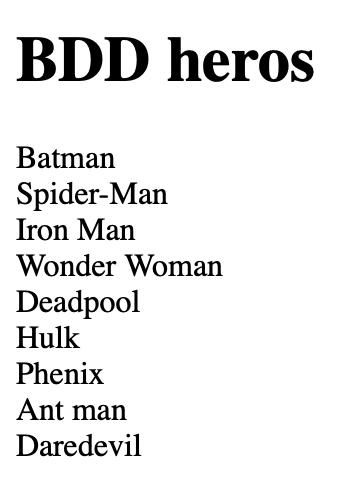 BDD heros
Batman
Spider-Man
Iron Man
Wonder Woman
Deadpool
Hulk
Phenix
Ant man
Daredevil